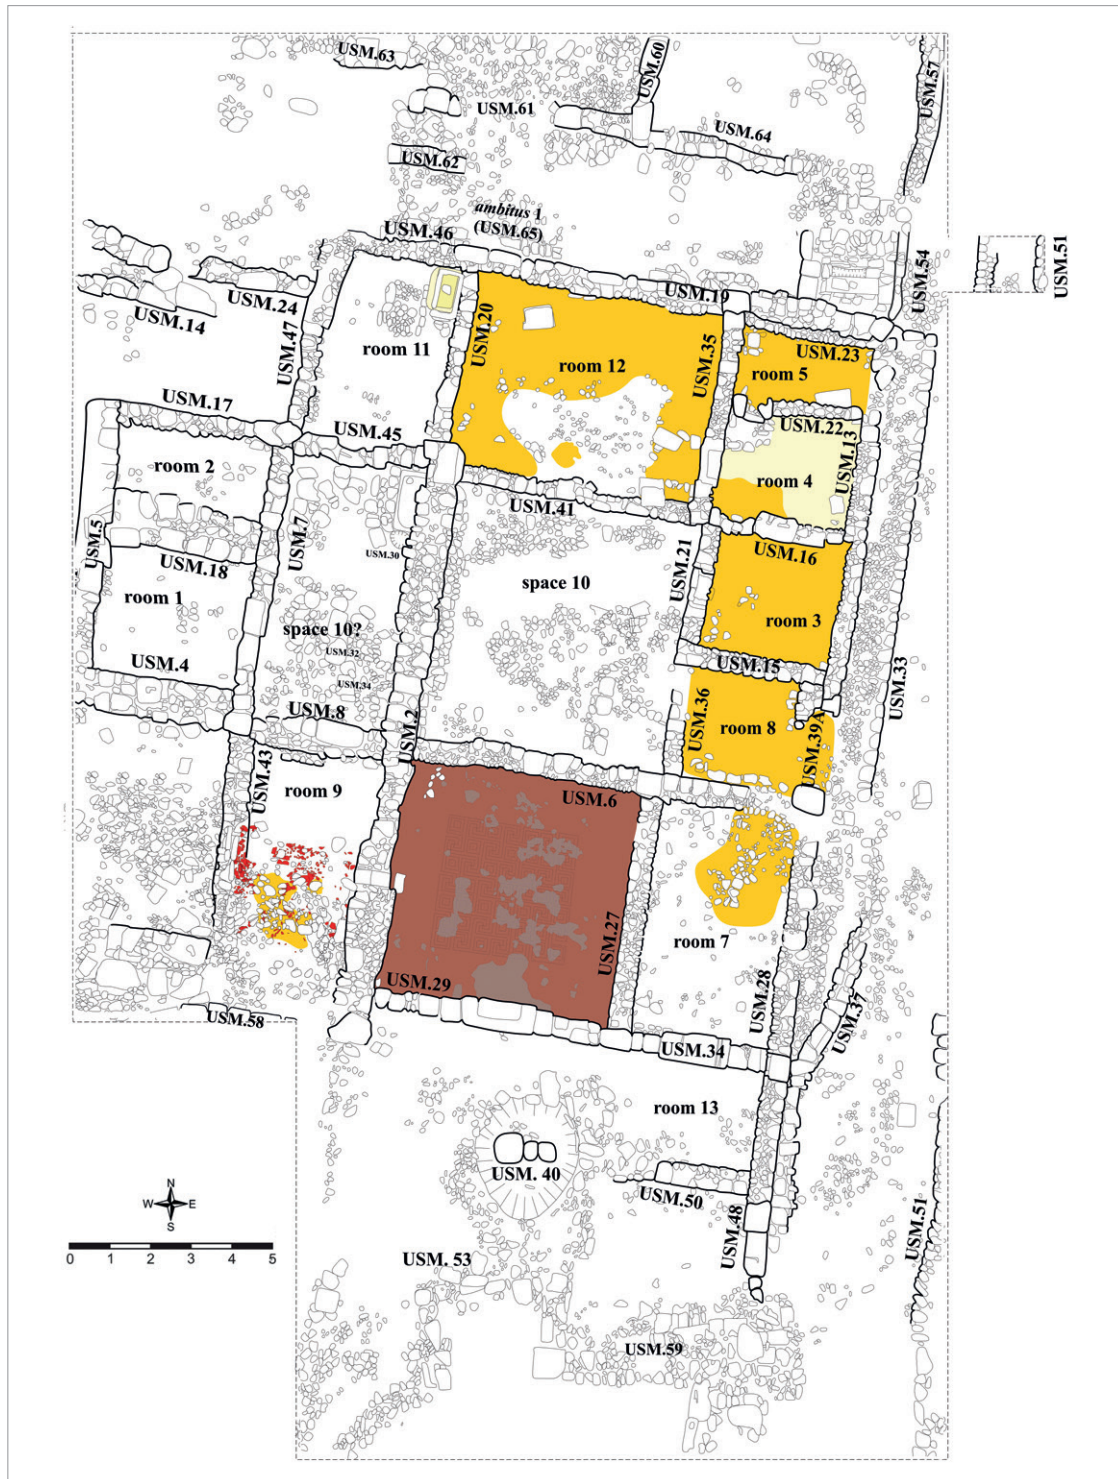 USM.63
USM.60
USM.57
USM.61
USM.64
USM.62
ambitus 1
(USM.65)
USM.46
USM.54
USM.51
USM.24
USM.14
USM.47
USM.20
USM.19
USM.35
USM.23
room 11
room 12
room 5
USM.17
USM.45
USM.22
USM.13
room 2
room 4
USM.5
USM.7
USM.41
USM.18
USM.30
USM.21
USM.16
room 1
space 10
space 10?
room 3
USM.32
USM.4
USM.15
USM.34
USM.33
USM.8
USM.2
USM.36
room 8
USM.39A
USM.43
room 9
USM.6
USM.27
room 7
USM.29
USM.28
USM.37
USM.58
USM.34
room 13
USM. 40
USM.50
N
W E
S
USM.48
USM.51
0 1 2 3 4 5
USM. 53
USM.59